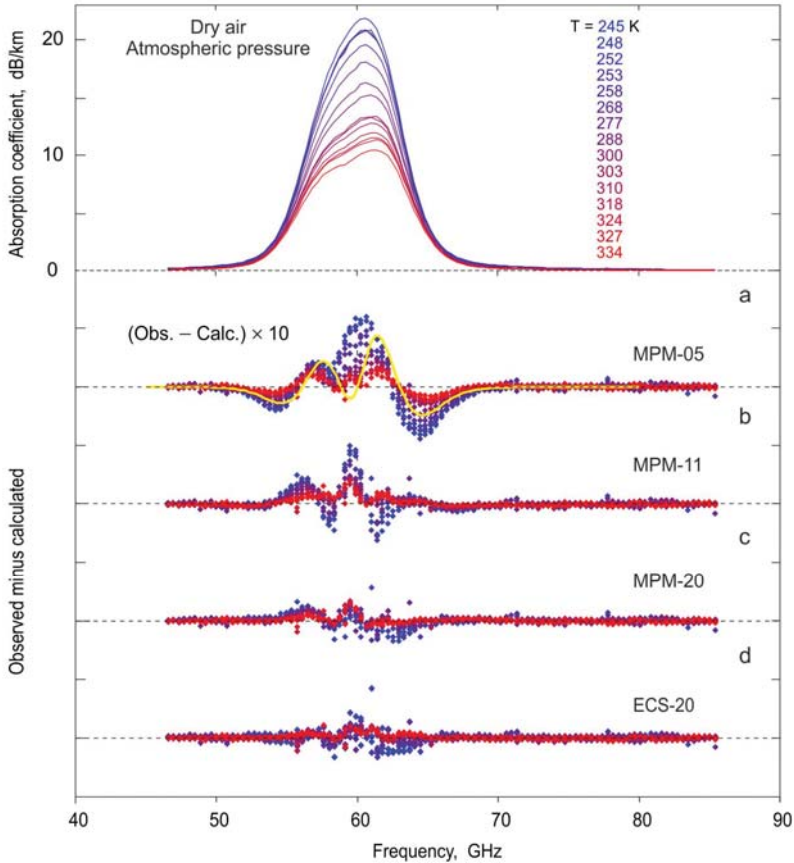 Dry air
Atmospheric pressure
T = 245 K
248
252
253
258
268
277
288
300
303
310
318
324
327
334
20
10
0
Absorption coefficient, dB/km
a
(Obs. – Calc.) × 10
MPM-05
b
MPM-11
c
MPM-20
d
ECS-20
Observed minus calculated
40
50
60
70
80
90
Frequency, GHz